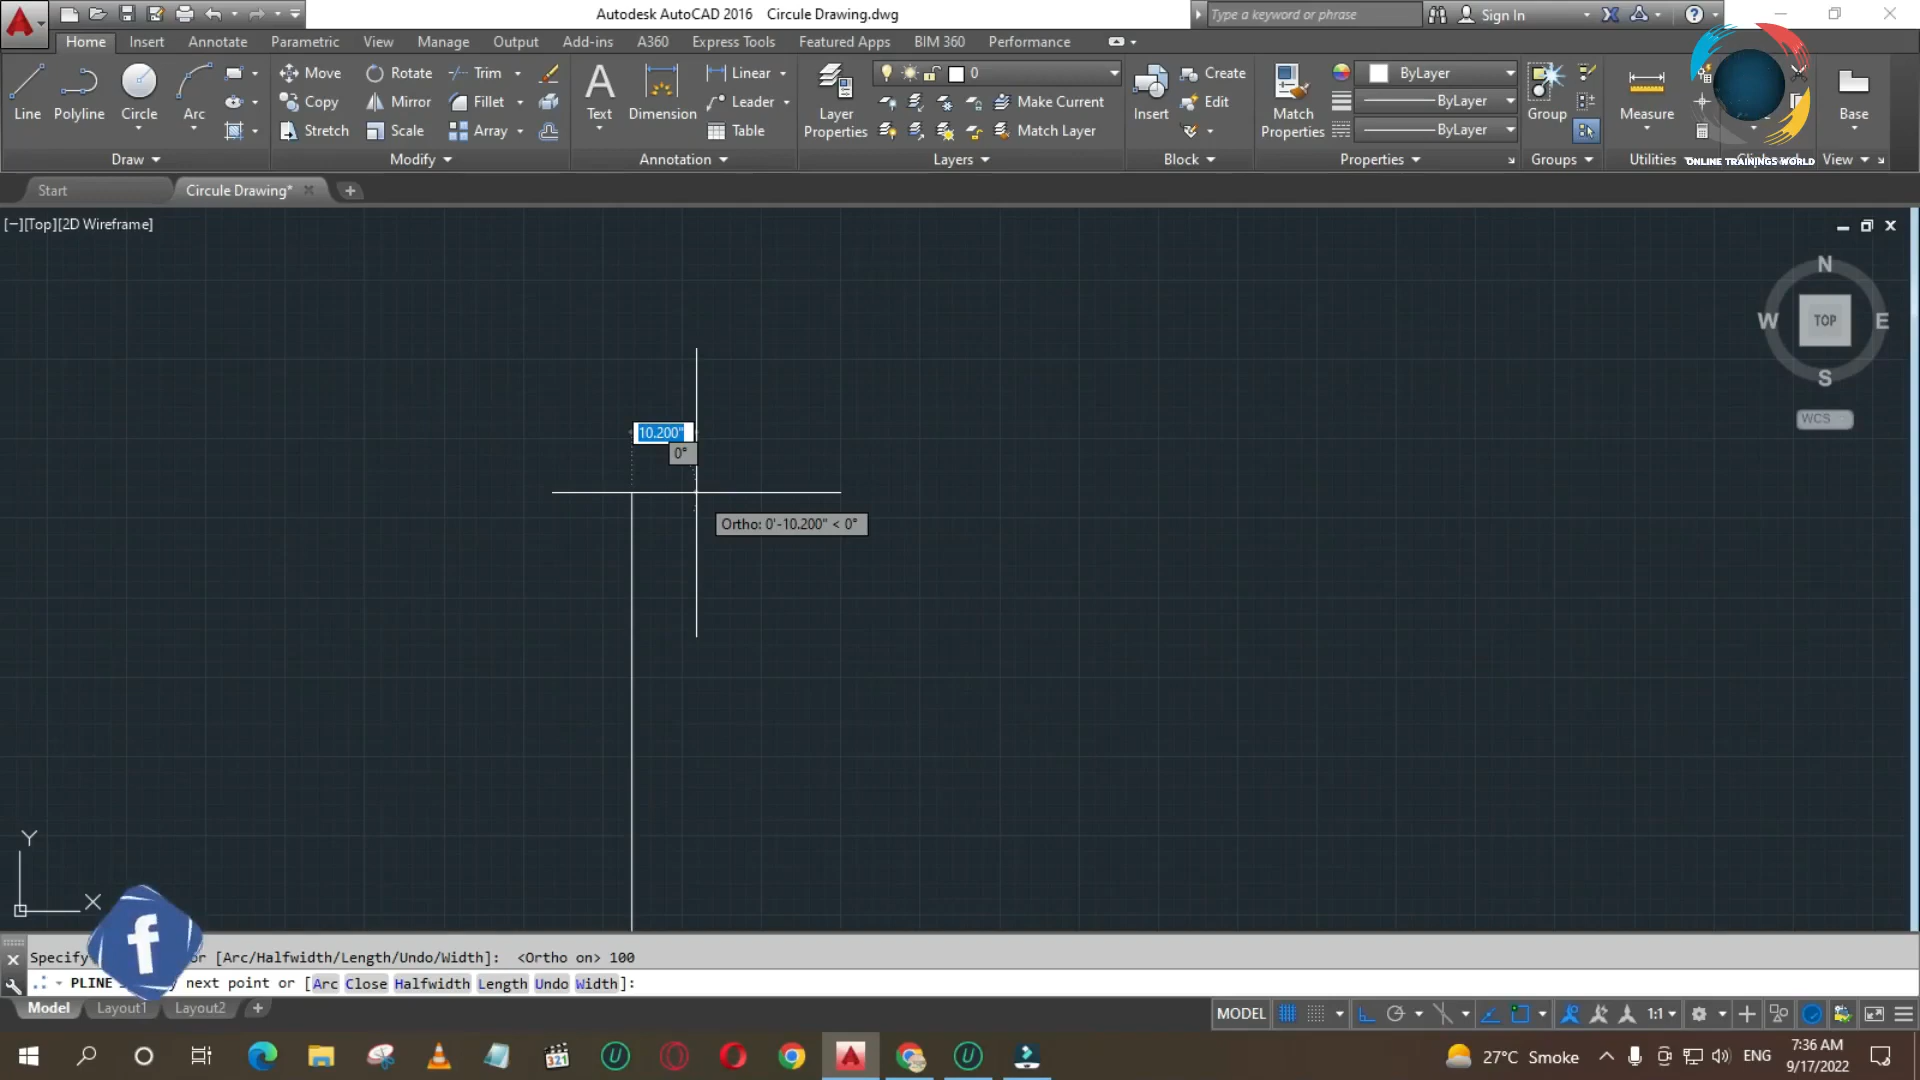 Autodesk AutoCAD 2016 Circule Drawing.dwg
Type a keyword or phrase
Sign In
Home Insert Annotate Parametric View Manage Output Add-ins A360 Express Tools Featured Apps BIM 360 Performance
Line Polyline Circle Arc
Move Rotate Trim
Copy Mirror Fillet
Stretch Scale Array
Text Dimension
Linear
Leader
Table
Layer Properties
0
Make Current
Match Layer
Insert
Create
Edit
Match Properties
ByLayer
ByLayer
ByLayer
Group
Measure
Base
Draw Modify Annotation Layers Block Properties Groups Utilities View
ONLINE TRAININGS WORLD
Start Circule Drawing*
[−][Top][2D Wireframe]
N
W TOP E
S
WCS
10.200"
0°
Ortho: 0'-10.200" < 0°
Y
X
f
Specify or [Arc/Halfwidth/Length/Undo/Width]: <Ortho on> 100
PLINE next point or [Arc Close Halfwidth Length Undo Width]:
Model Layout1 Layout2
MODEL 1:1
321
27°C Smoke ENG
7:36 AM
9/17/2022